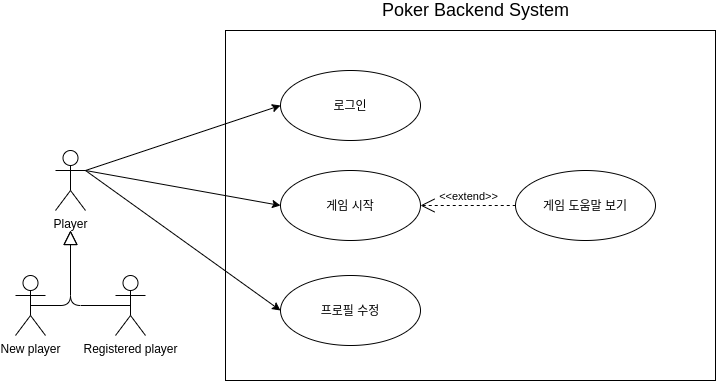 Poker Backend System
로그인
Player
게임 시작
<<extend>>
게임 도움말 보기
New player
Registered player
프로필 수정